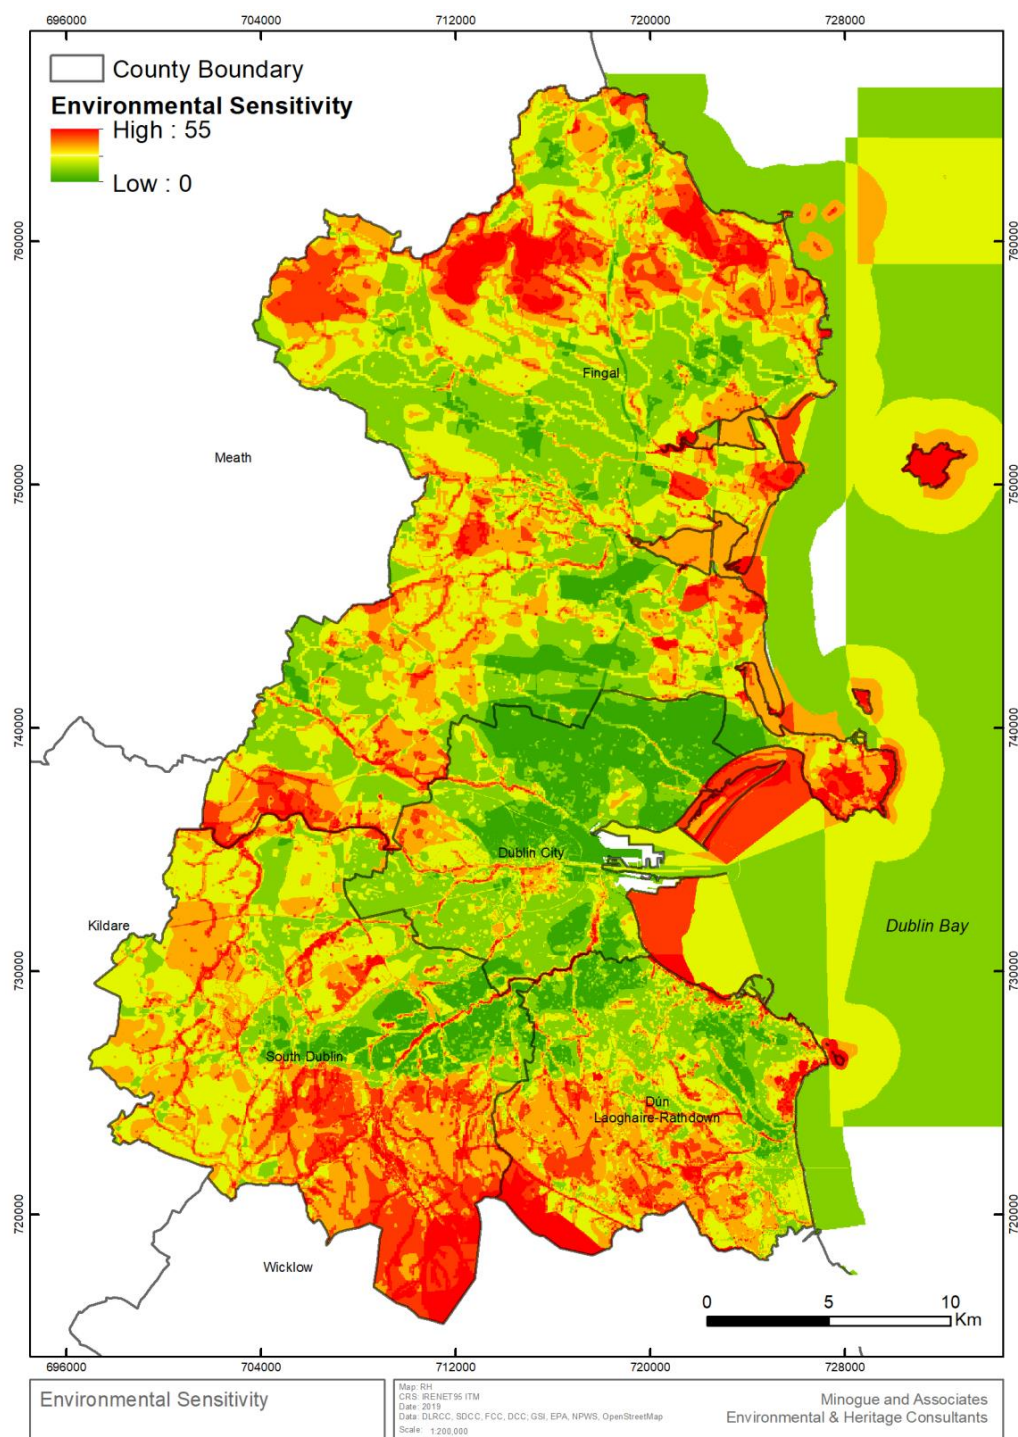 696000 704000 712000 720000 728000
County Boundary
Environmental Sensitivity
High : 55
Low : 0
760000 760000
Fingal
Meath
750000 750000
740000 740000
Dublin City
Kildare
Dublin Bay
730000 730000
South Dublin
Dún
Laoghaire-Rathdown
720000 720000
Wicklow
0 5 10
Km
696000 704000 712000 720000 728000
Environmental Sensitivity
Map: RH
CRS: IRENET95 ITM
Date: 2019
Data: DLRCC, SDCC, FCC, DCC; GSI, EPA, NPWS, OpenStreetMap
Scale: 1:200,000
Minogue and Associates
Environmental & Heritage Consultants